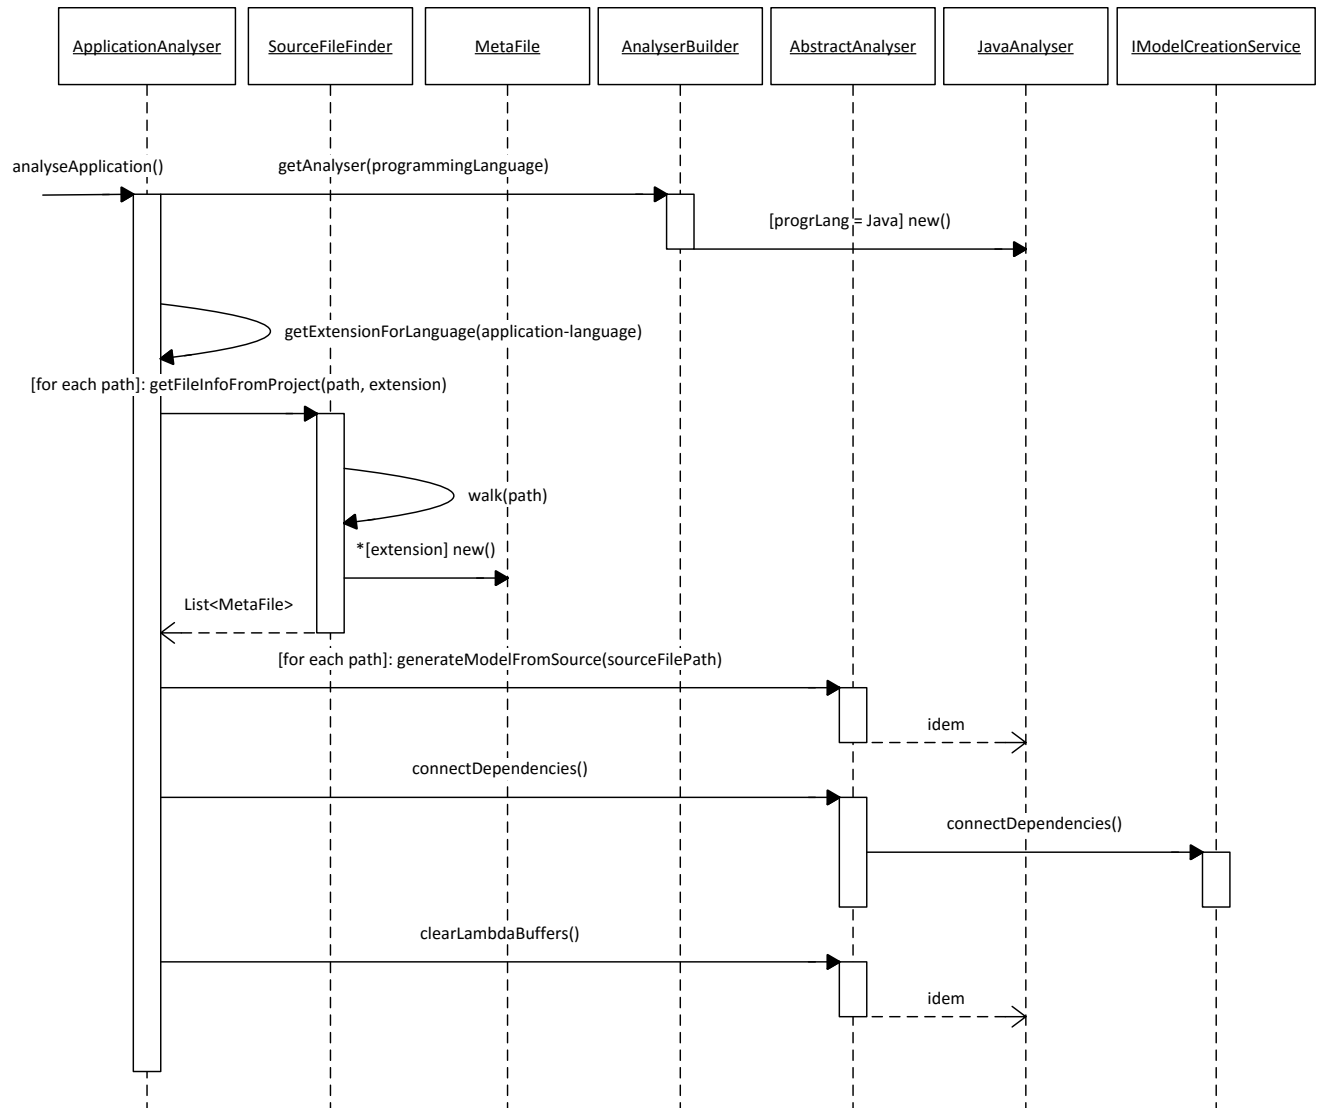 ApplicationAnalyser
SourceFileFinder
MetaFile
AnalyserBuilder
AbstractAnalyser
JavaAnalyser
IModelCreationService
analyseApplication()
getAnalyser(programmingLanguage)
[progrLang = Java] new()
getExtensionForLanguage(application-language)
[for each path]: getFileInfoFromProject(path, extension)
walk(path)
*[extension] new()
List<MetaFile>
[for each path]: generateModelFromSource(sourceFilePath)
idem
connectDependencies()
connectDependencies()
clearLambdaBuffers()
idem